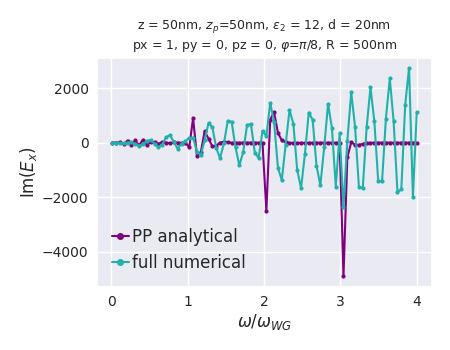 z = 50nm, z_p=50nm, ε₂ = 12, d = 20nm
px = 1, py = 0, pz = 0, φ=π/8, R = 500nm
2000
0
−2000
−4000
Im(E_x)
PP analytical
full numerical
0 1 2 3 4
ω/ω_WG